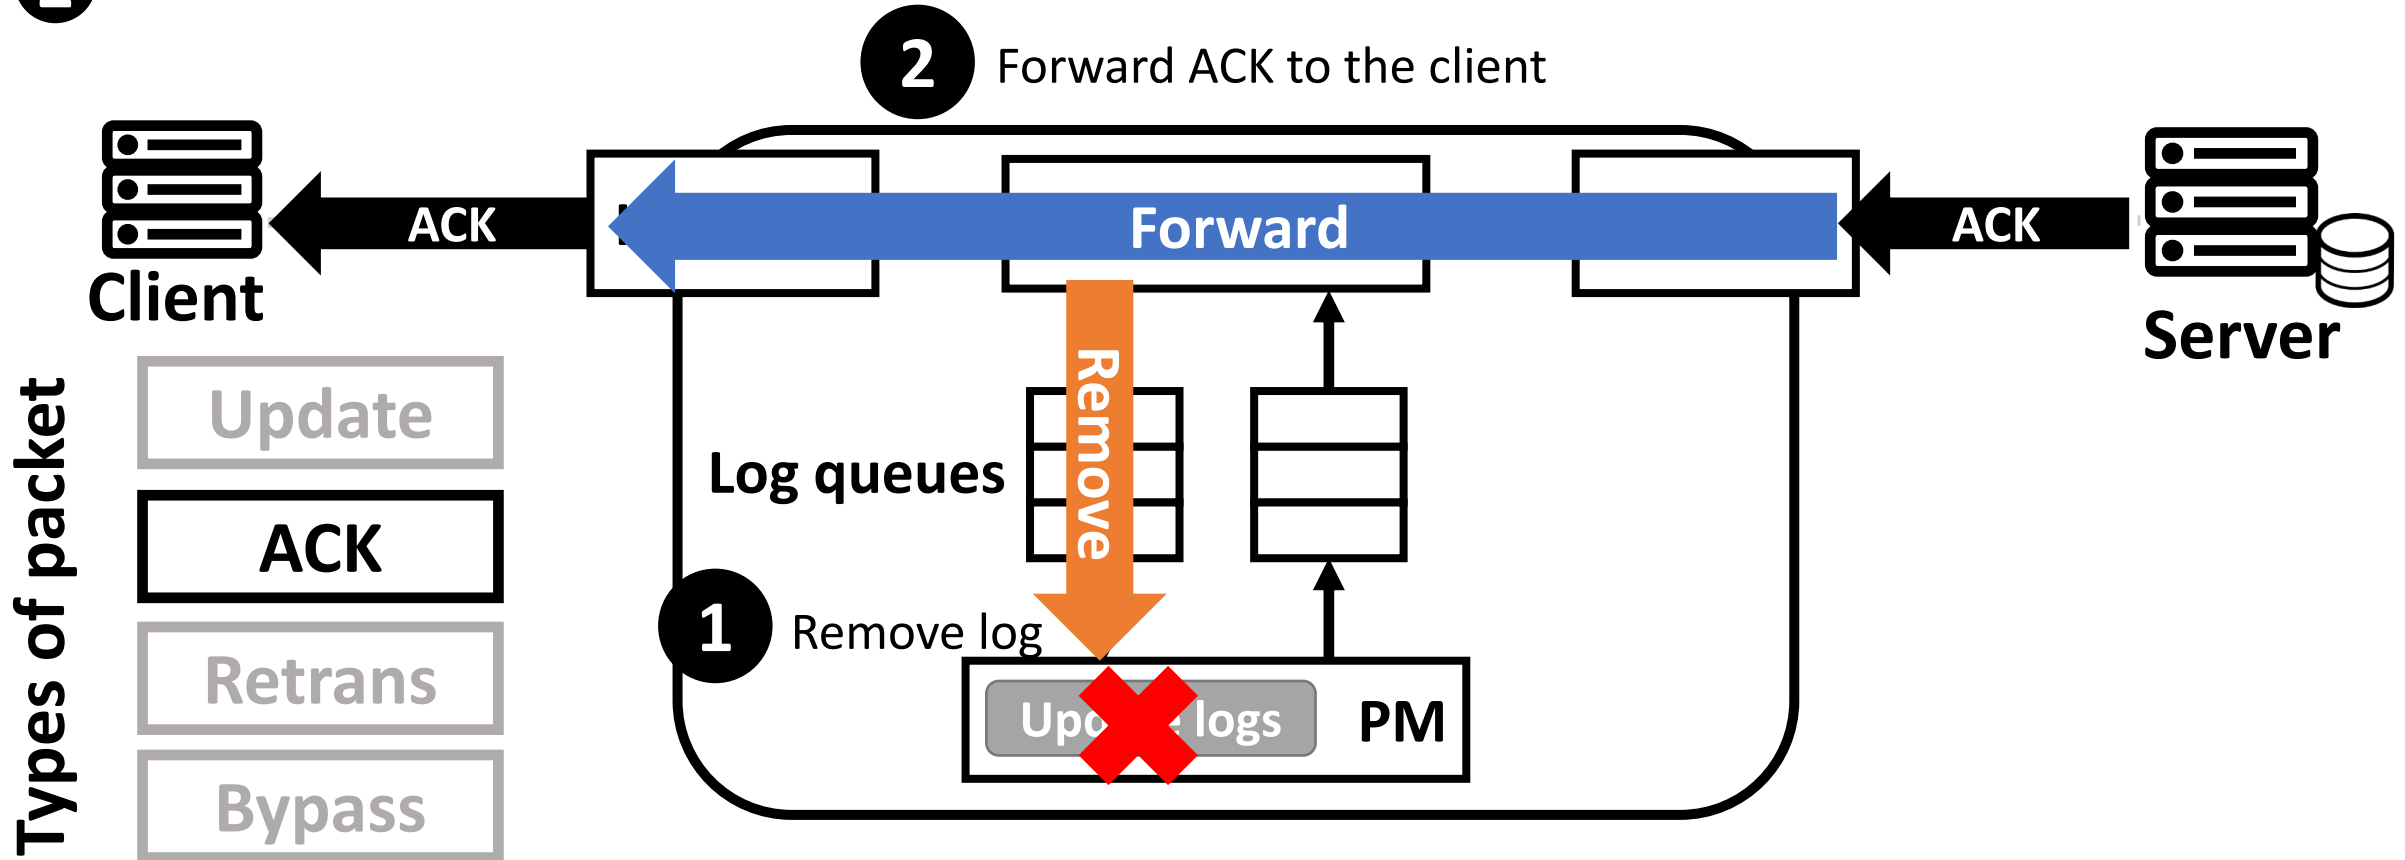 2 Forward ACK to the client
ACK
Forward
ACK
Client
Server
Types of packet
Update
ACK
Retrans
Bypass
Remove
Log queues
1 Remove log
logs
PM